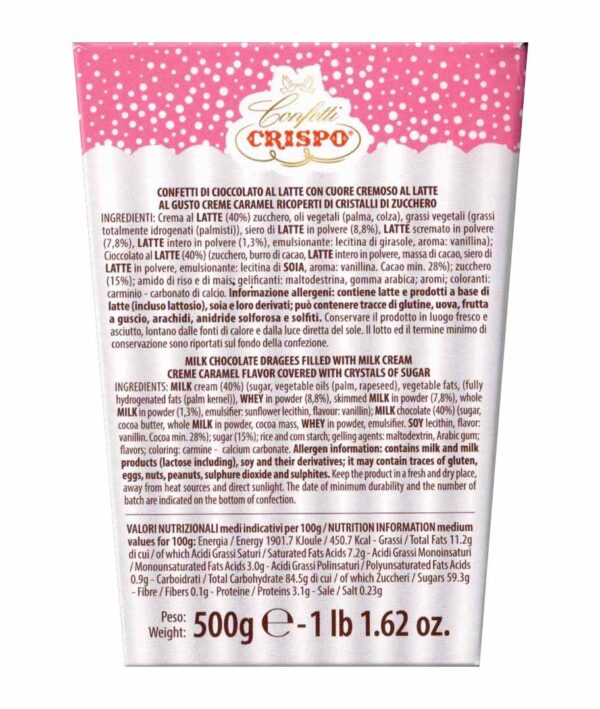 Confetti
CRISPO®
CONFETTI DI CIOCCOLATO AL LATTE CON CUORE CREMOSO AL LATTE
AL GUSTO CREME CARAMEL RICOPERTI DI CRISTALLI DI ZUCCHERO
INGREDIENTI: Crema al LATTE (40%) zucchero, oli vegetali (palma, colza), grassi vegetali (grassi
totalmente idrogenati (palmisti)), siero di LATTE in polvere (8,8%), LATTE scremato in polvere
(7,8%), LATTE intero in polvere (1,3%), emulsionante: lecitina di girasole, aroma: vanillina);
Cioccolato al LATTE (40%) (zucchero, burro di cacao, LATTE intero in polvere, massa di cacao, siero di
LATTE in polvere, emulsionante: lecitina di SOIA, aroma: vanillina. Cacao min. 28%); zucchero
(15%); amido di riso e di mais; gelificanti: maltodestrina, gomma arabica; aromi; coloranti:
carminio - carbonato di calcio. Informazione allergeni: contiene latte e prodotti a base di
latte (incluso lattosio), soia e loro derivati; può contenere tracce di glutine, uova, frutta
a guscio, arachidi, anidride solforosa e solfiti. Conservare il prodotto in luogo fresco e
asciutto, lontano dalle fonti di calore e dalla luce diretta del sole. Il lotto ed il termine minimo di
conservazione sono riportati sul fondo della confezione.
MILK CHOCOLATE DRAGEES FILLED WITH MILK CREAM
CREME CARAMEL FLAVOR COVERED WITH CRYSTALS OF SUGAR
INGREDIENTS: MILK cream (40%) (sugar, vegetable oils (palm, rapeseed), vegetable fats, (fully
hydrogenated fats (palm kernel)), WHEY in powder (8,8%), skimmed MILK in powder (7,8%), whole
MILK in powder (1,3%), emulsifier: sunflower lecithin, flavour: vanillin); MILK chocolate (40%) (sugar,
cocoa butter, whole MILK in powder, cocoa mass, WHEY in powder, emulsifier: SOY lecithin, flavor:
vanillin. Cocoa min. 28%); sugar (15%); rice and corn starch; gelling agents: maltodextrin, Arabic gum;
flavors; coloring: carmine - calcium carbonate. Allergen information: contains milk and milk
products (lactose including), soy and their derivatives; it may contain traces of gluten,
eggs, nuts, peanuts, sulphure dioxide and sulphites. Keep the product in a fresh and dry place,
away from heat sources and direct sunlight. The date of minimum durability and the number of
batch are indicated on the bottom of confection.
VALORI NUTRIZIONALI medi indicativi per 100g / NUTRITION INFORMATION medium
values for 100g: Energia / Energy 1901.7 KJoule / 450.7 Kcal - Grassi / Total Fats 11.2g
di cui / of which Acidi Grassi Saturi / Saturated Fats Acids 7.2g - Acidi Grassi Monoinsaturi
/ Monounsaturated Fats Acids 3.0g - Acidi Grassi Polinsaturi / Polyunsaturated Fats Acids
0.9g - Carboidrati / Total Carbohydrate 84.5g di cui / of which Zuccheri / Sugars 59.3g
- Fibre / Fibers 0.1g - Proteine / Proteins 3.1g - Sale / Salt 0.23g
Peso:
Weight: 500g ℮ - 1 lb 1.62 oz.